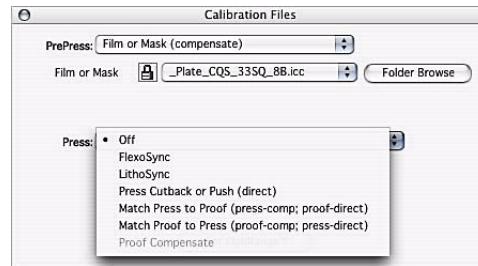 Calibration Files
PrePress: Film or Mask (compensate)
Film or Mask _Plate_CQS_33SQ_8B.icc Folder Browse
Press: • Off
FlexoSync
LithoSync
Press Cutback or Push (direct)
Match Press to Proof (press-comp; proof-direct)
Match Proof to Press (proof-comp; press-direct)
Proof Compensate